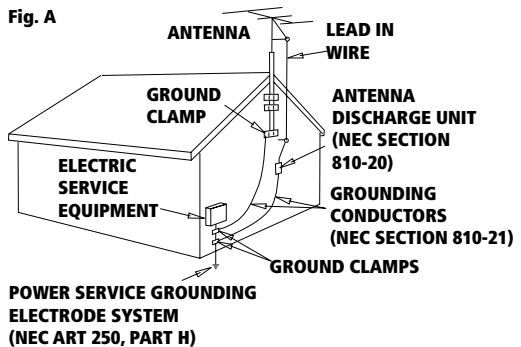 Fig. A
ANTENNA
LEAD IN
WIRE
GROUND
CLAMP
ANTENNA
DISCHARGE UNIT
(NEC SECTION
810-20)
ELECTRIC
SERVICE
EQUIPMENT
GROUNDING
CONDUCTORS
(NEC SECTION 810-21)
GROUND CLAMPS
POWER SERVICE GROUNDING
ELECTRODE SYSTEM
(NEC ART 250, PART H)